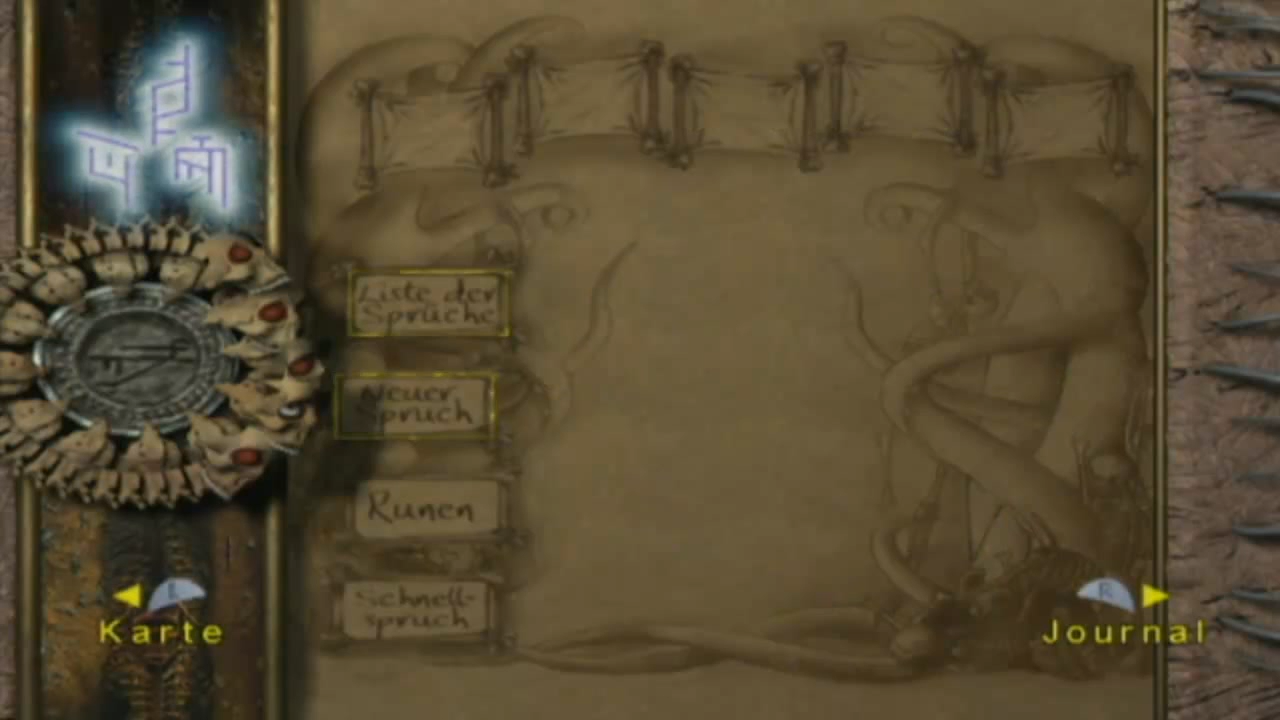 Liste der
Sprüche
Neuer
Spruch
Runen
Schnell-
spruch
R
Karte
R
Journal